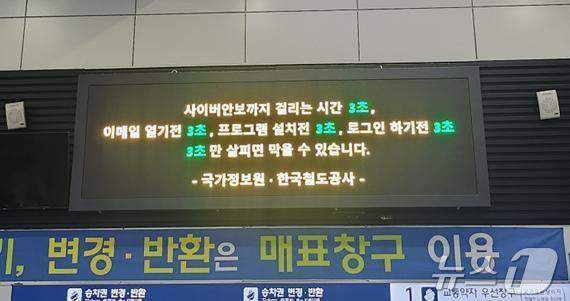 사이버안보까지 걸리는 시간 3초,
이메일 열기전 3초, 프로그램 설치전 3초, 로그인 하기전 3초
3초만 살피면 막을 수 있습니다.
- 국가정보원 · 한국철도공사 -
기, 변경·반환은 매표창구 이용
승차권 변경·반환
승차권 변경·반환
1 교통약자 우선창구
뉴스1